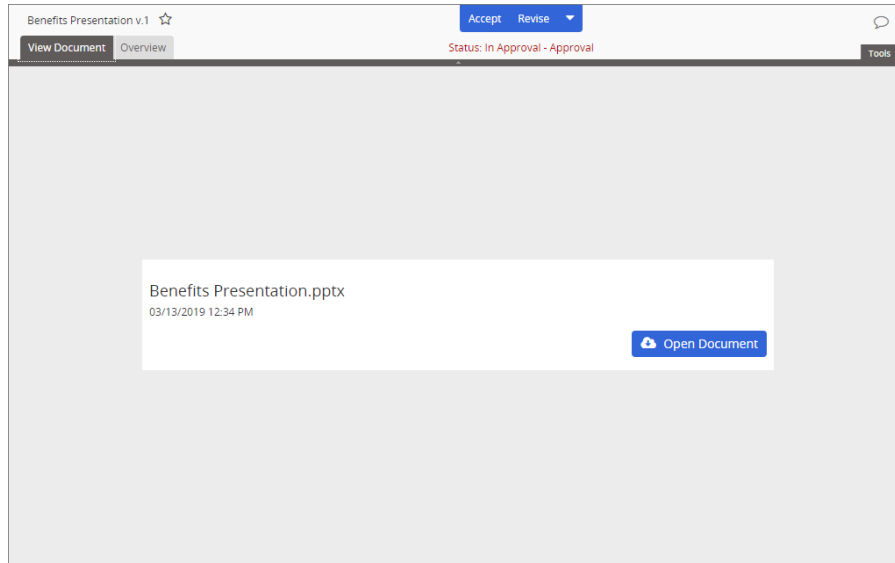 Benefits Presentation v.1
Accept Revise
View Document Overview
Status: In Approval - Approval
Tools
Benefits Presentation.pptx
03/13/2019 12:34 PM
Open Document